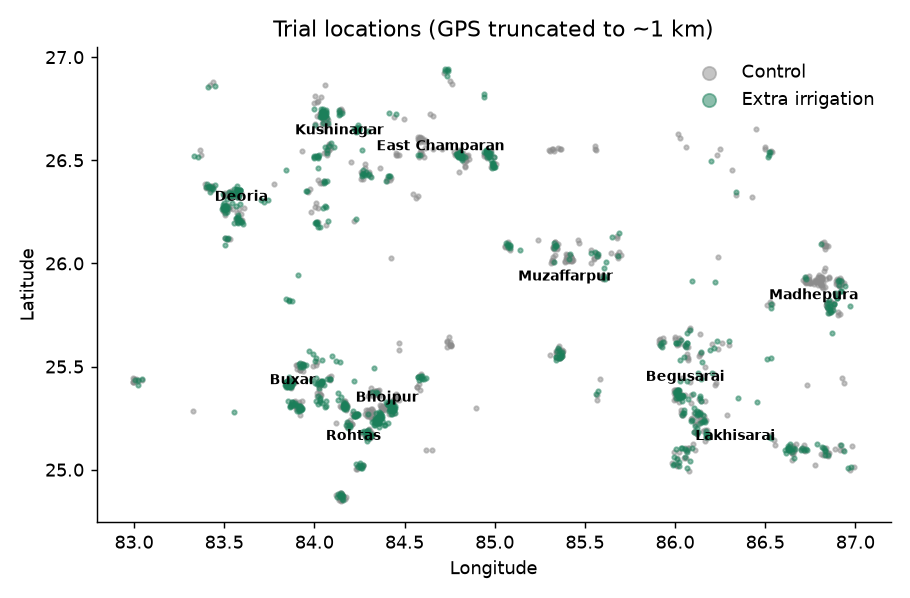 Trial locations (GPS truncated to ~1 km)
Control
Extra irrigation
Kushinagar
East Champaran
Deoria
Muzaffarpur
Madhepura
Buxar
Begusarai
Bhojpur
Rohtas
Lakhisarai
Latitude
27.0
26.5
26.0
25.5
25.0
83.0 83.5 84.0 84.5 85.0 85.5 86.0 86.5 87.0
Longitude